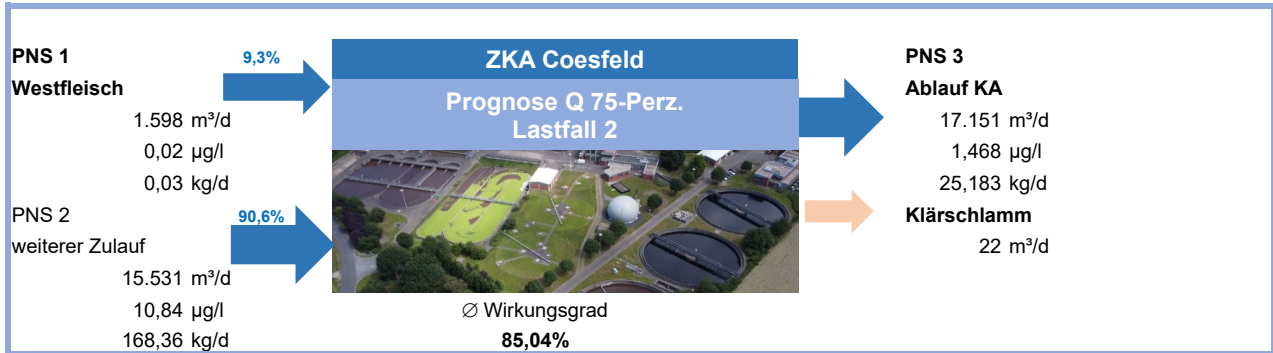 PNS 1
Westfleisch
1.598 m³/d
0,02 µg/l
0,03 kg/d
9,3%
PNS 2
weiterer Zulauf
15.531 m³/d
10,84 µg/l
168,36 kg/d
90,6%
ZKA Coesfeld
Prognose Q 75-Perz.
Lastfall 2
∅ Wirkungsgrad
85,04%
PNS 3
Ablauf KA
17.151 m³/d
1,468 µg/l
25,183 kg/d
Klärschlamm
22 m³/d